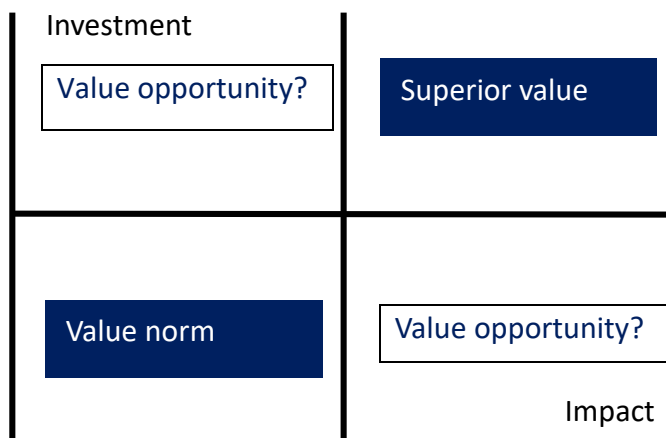 Investment
Value opportunity?
Superior value
Value norm
Value opportunity?
Impact